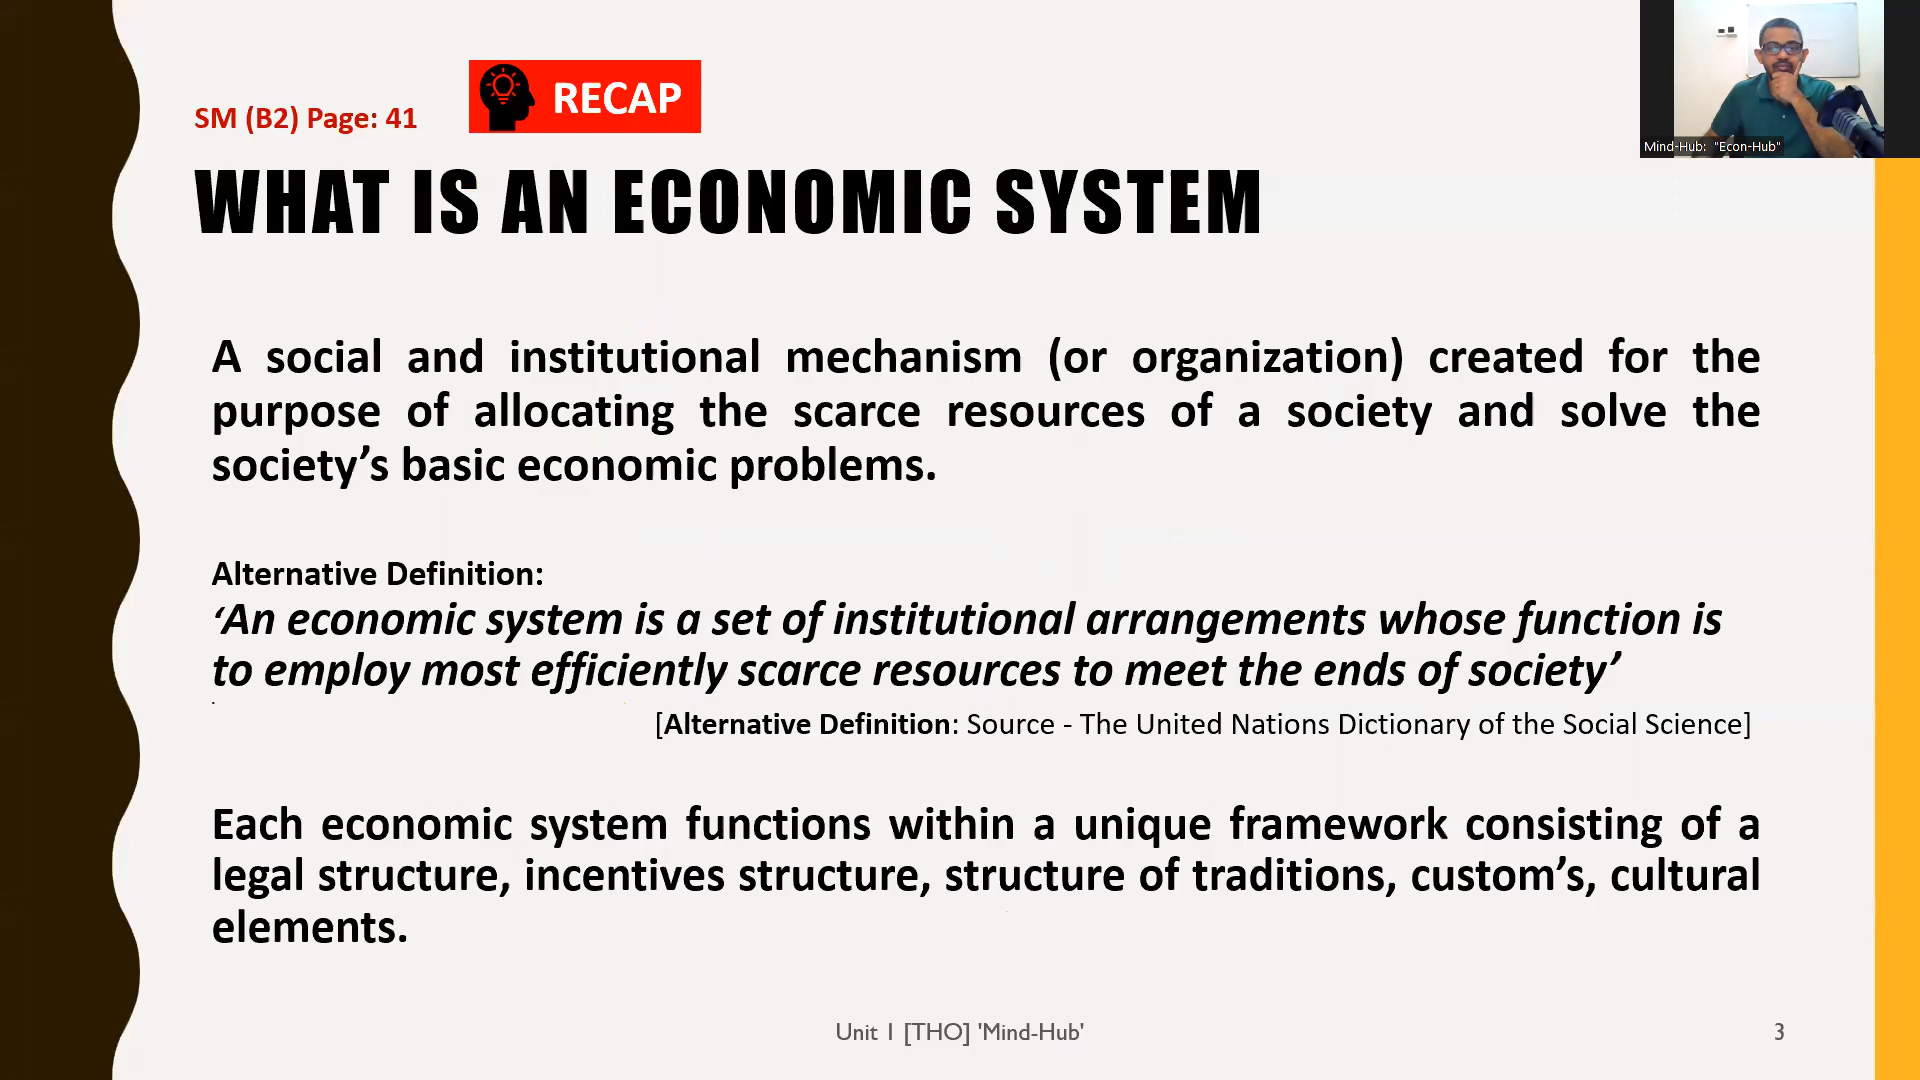 SM (B2) Page: 41
RECAP
Mind-Hub: "Econ-Hub"
WHAT IS AN ECONOMIC SYSTEM
A social and institutional mechanism (or organization) created for the
purpose of allocating the scarce resources of a society and solve the
society’s basic economic problems.
Alternative Definition:
‘An economic system is a set of institutional arrangements whose function is
to employ most efficiently scarce resources to meet the ends of society’
[Alternative Definition: Source - The United Nations Dictionary of the Social Science]
Each economic system functions within a unique framework consisting of a
legal structure, incentives structure, structure of traditions, custom’s, cultural
elements.
Unit 1 [THO] 'Mind-Hub'
3